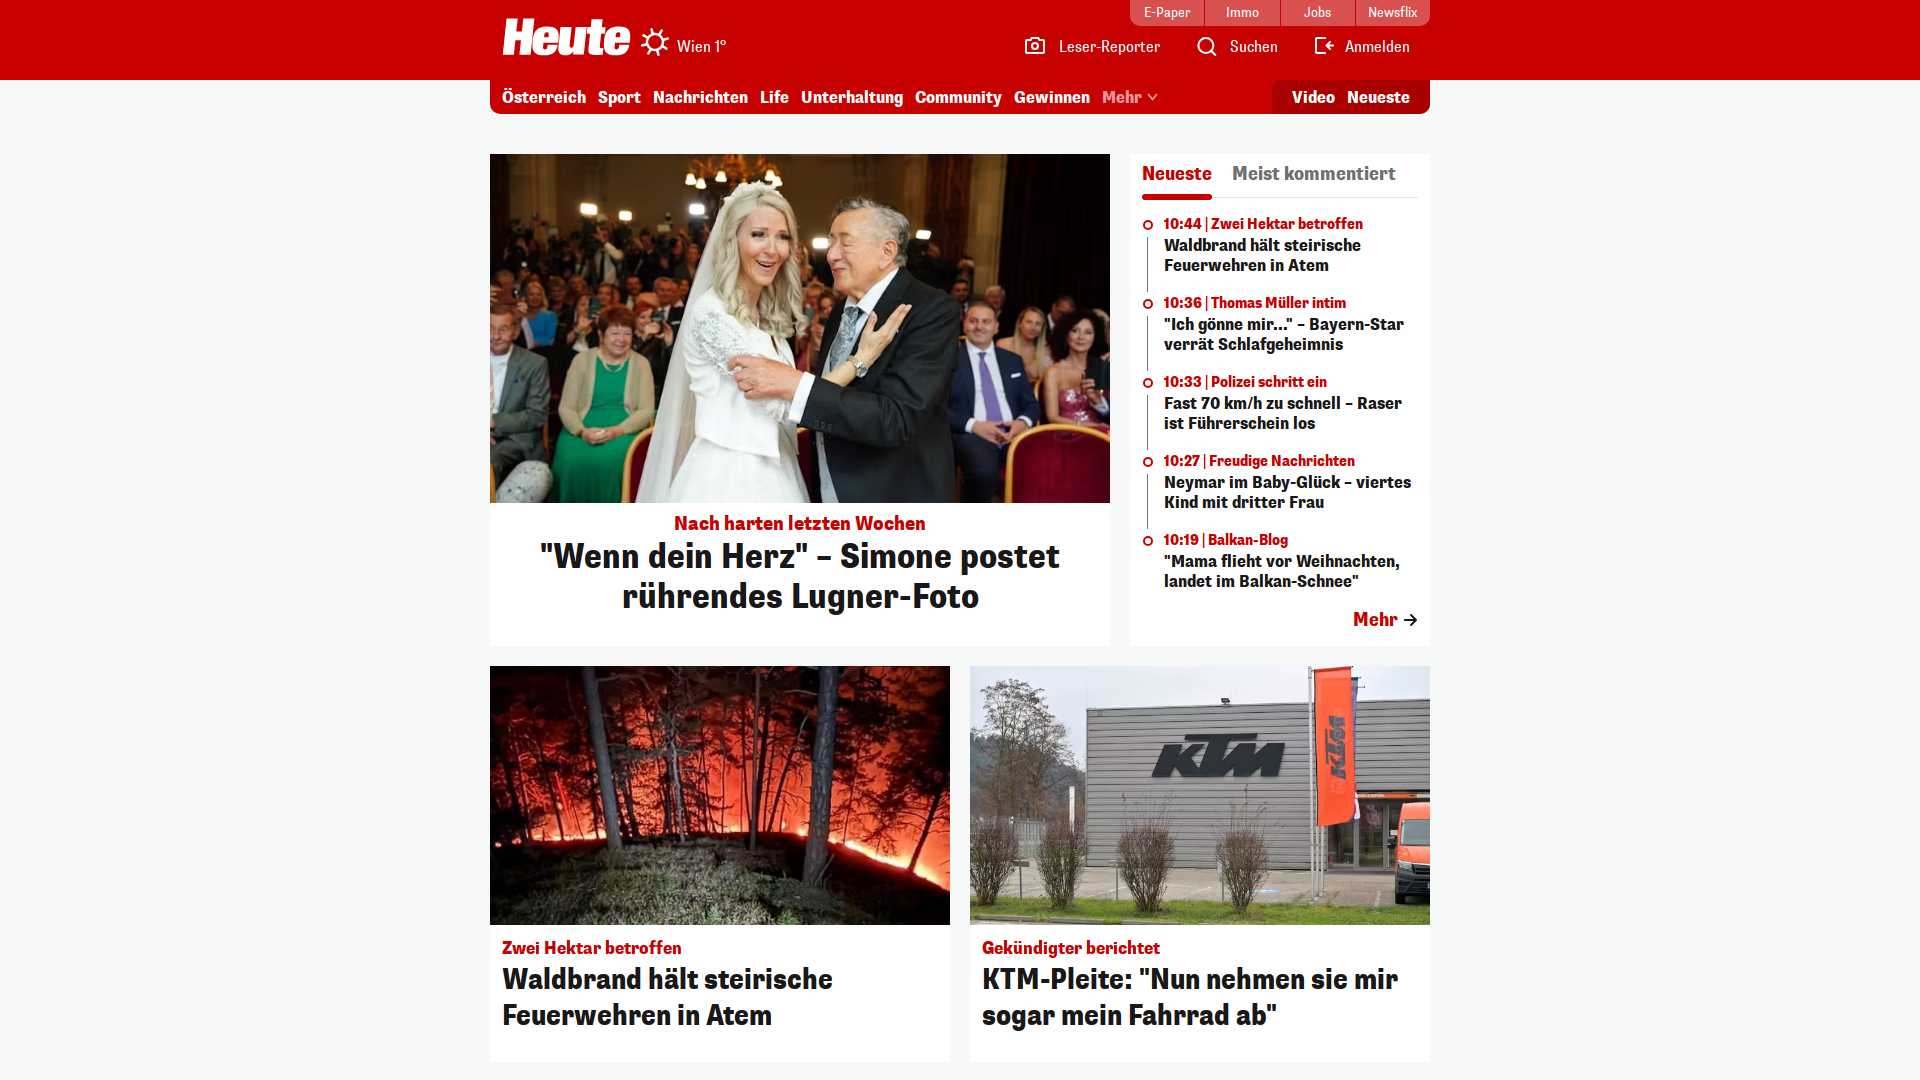 E-Paper
Immo
Jobs
Newsflix
Heute
Wien 1°
Leser-Reporter
Suchen
Anmelden
Österreich
Sport
Nachrichten
Life
Unterhaltung
Community
Gewinnen
Mehr
Video
Neueste
Nach harten letzten Wochen
"Wenn dein Herz" – Simone postet
rührendes Lugner-Foto
Neueste
Meist kommentiert
10:44 | Zwei Hektar betroffen
Waldbrand hält steirische
Feuerwehren in Atem
10:36 | Thomas Müller intim
"Ich gönne mir..." – Bayern-Star
verrät Schlafgeheimnis
10:33 | Polizei schritt ein
Fast 70 km/h zu schnell – Raser
ist Führerschein los
10:27 | Freudige Nachrichten
Neymar im Baby-Glück – viertes
Kind mit dritter Frau
10:19 | Balkan-Blog
"Mama flieht vor Weihnachten,
landet im Balkan-Schnee"
Mehr
Zwei Hektar betroffen
Waldbrand hält steirische
Feuerwehren in Atem
KTM
KTM
Gekündigter berichtet
KTM-Pleite: "Nun nehmen sie mir
sogar mein Fahrrad ab"